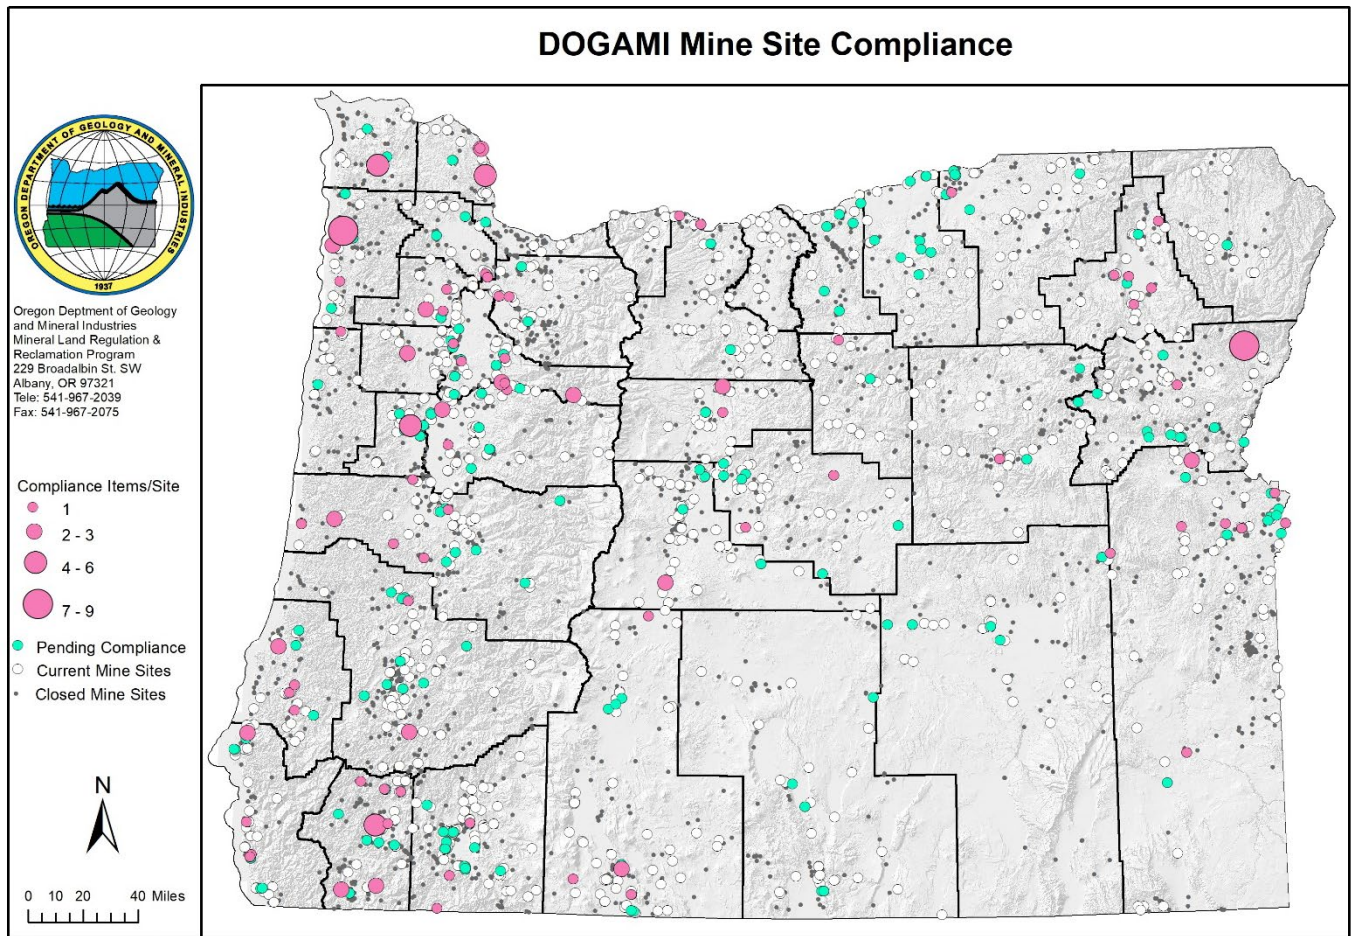 DOGAMI Mine Site Compliance
OREGON DEPARTMENT OF GEOLOGY AND MINERAL INDUSTRIES
1937
Oregon Deptment of Geology
and Mineral Industries
Mineral Land Regulation &
Reclamation Program
229 Broadalbin St. SW
Albany, OR 97321
Tele: 541-967-2039
Fax: 541-967-2075
Compliance Items/Site
1
2 - 3
4 - 6
7 - 9
Pending Compliance
Current Mine Sites
Closed Mine Sites
N
0 10 20 40 Miles